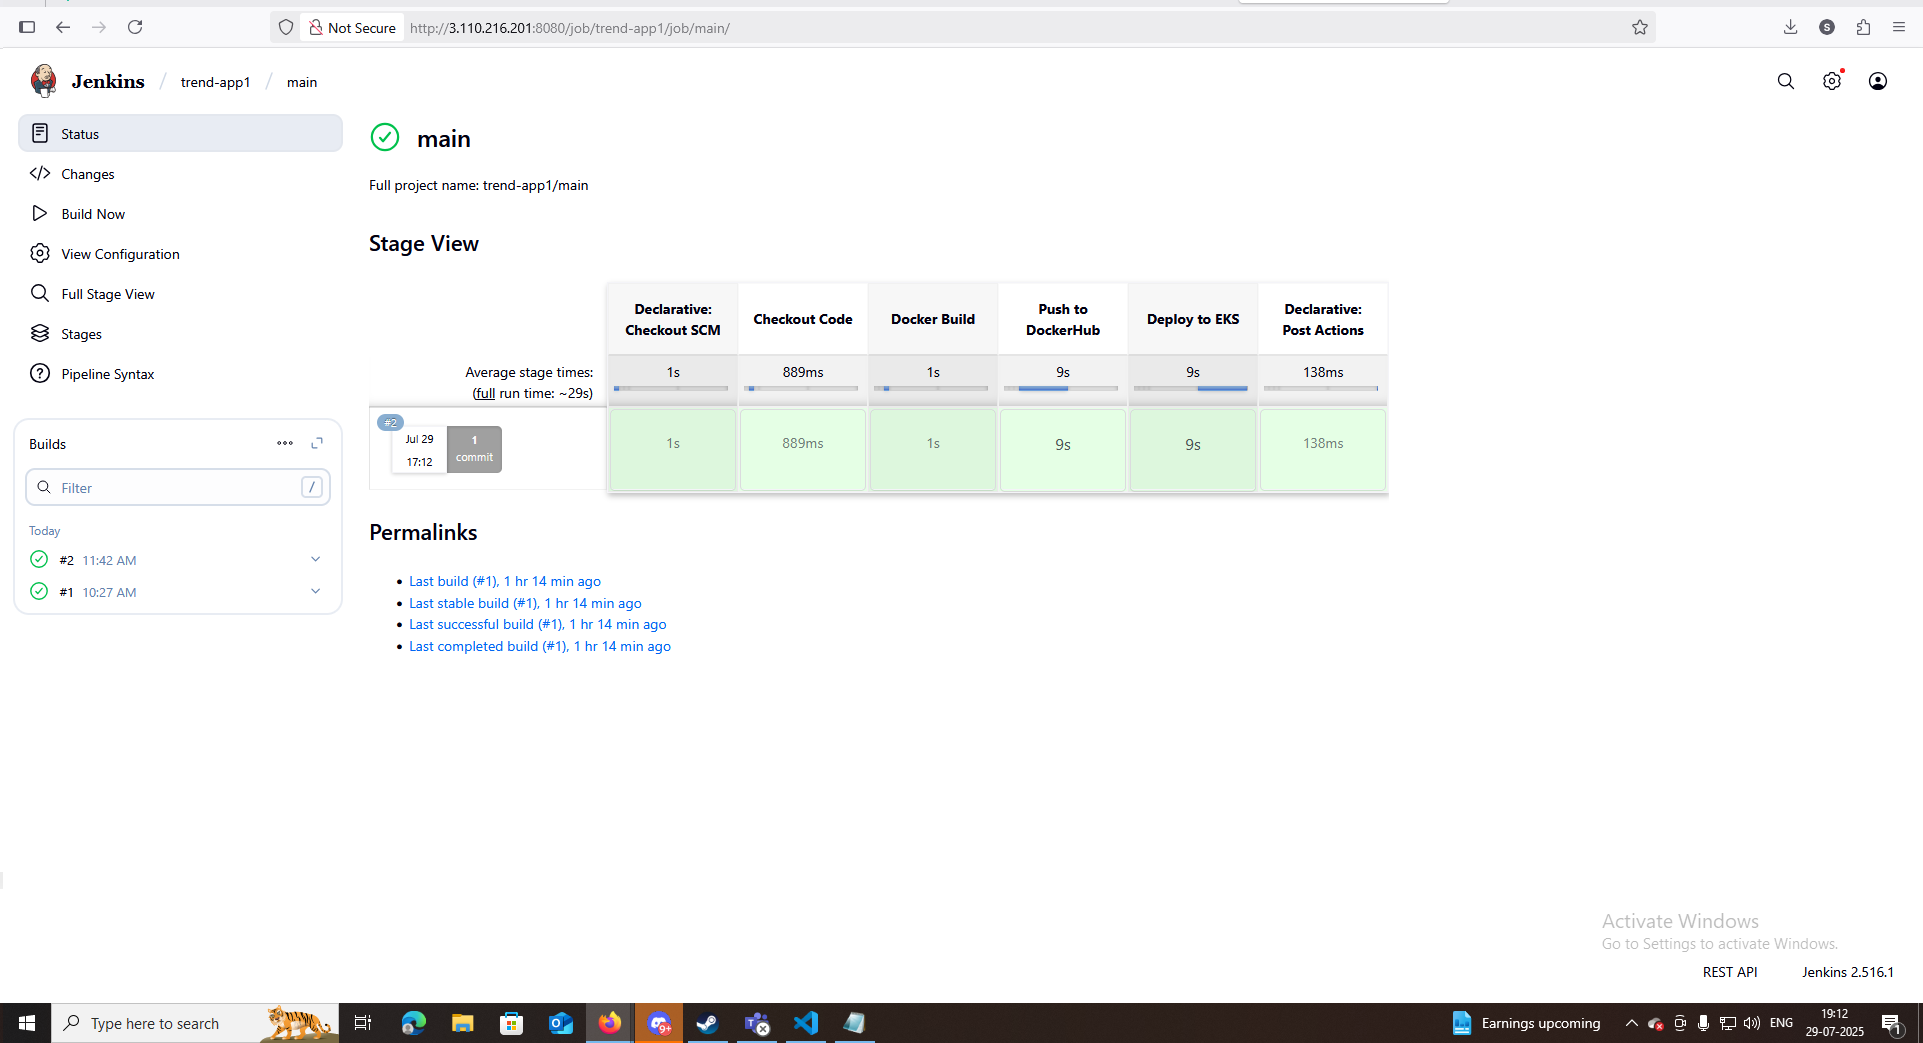 Not Secure
http://3.110.216.201:8080/job/trend-app1/job/main/
Jenkins / trend-app1 / main
Status
Changes
Build Now
View Configuration
Full Stage View
Stages
Pipeline Syntax
Builds
Filter
/
Today
#2 11:42 AM
#1 10:27 AM
main
Full project name: trend-app1/main
Stage View
Declarative:
Checkout SCM
Checkout Code
Docker Build
Push to
DockerHub
Deploy to EKS
Declarative:
Post Actions
Average stage times:
(full run time: ~29s)
1s
889ms
1s
9s
9s
138ms
#2
Jul 29
17:12
1
commit
1s
889ms
1s
9s
9s
138ms
Permalinks
Last build (#1), 1 hr 14 min ago
Last stable build (#1), 1 hr 14 min ago
Last successful build (#1), 1 hr 14 min ago
Last completed build (#1), 1 hr 14 min ago
Activate Windows
Go to Settings to activate Windows.
REST API
Jenkins 2.516.1
Type here to search
9+
Earnings upcoming
ENG
19:12
29-07-2025
1
S